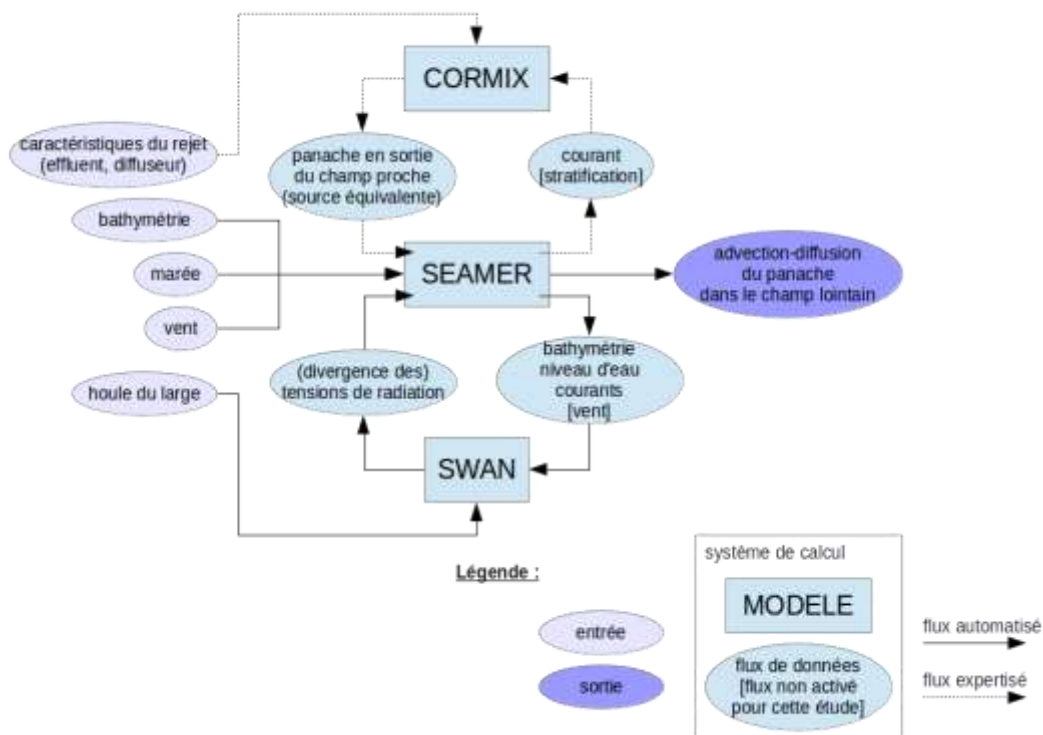 CORMIX
caractéristiques du rejet
(effluent, diffuseur)
panache en sortie
du champ proche
(source équivalente)
courant
[stratification]
bathymétrie
marée
vent
SEAMER
advection-diffusion
du panache
dans le champ lointain
houle du large
(divergence des)
tensions de radiation
bathymétrie
niveau d'eau
courants
[vent]
SWAN
Légende :
entrée
sortie
système de calcul
MODELE
flux de données
[flux non activé
pour cette étude]
flux automatisé
flux expertisé